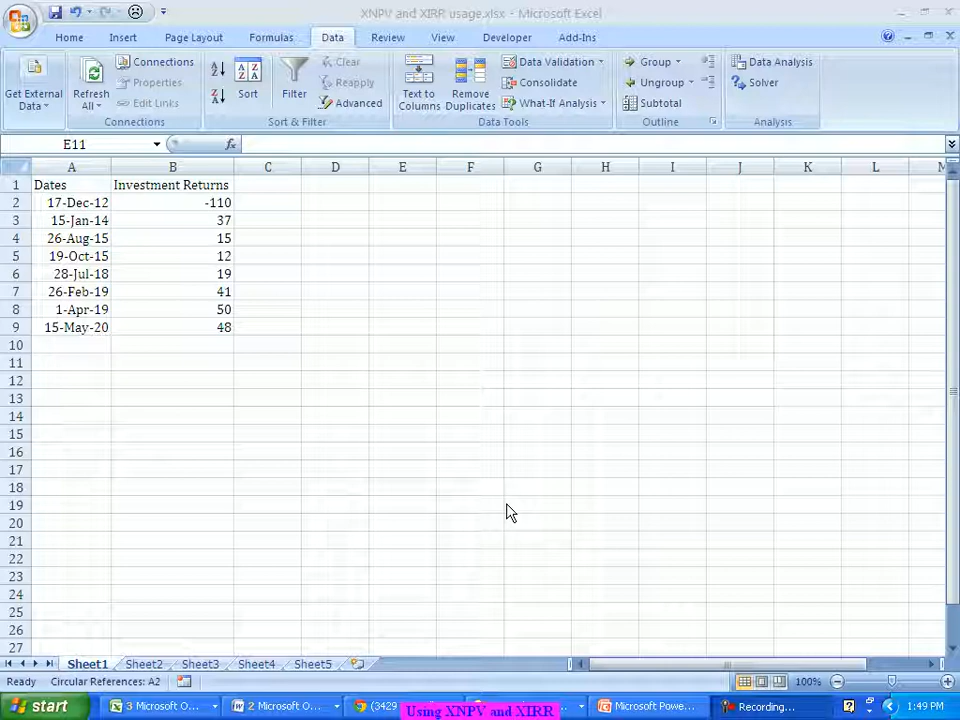 XNPV and XIRR usage.xlsx - Microsoft Excel
Home Insert Page Layout Formulas Data Review View Developer Add-Ins
Get External Data
Refresh All
Connections
Properties
Edit Links
Connections
Sort
Filter
Clear
Reapply
Advanced
Sort & Filter
Text to Columns
Remove Duplicates
Data Validation
Consolidate
What-If Analysis
Data Tools
Group
Ungroup
Subtotal
Outline
Data Analysis
Solver
Analysis
E11 fx
A B C D E F G H I J K L M
1 Dates Investment Returns
2 17-Dec-12 -110
3 15-Jan-14 37
4 26-Aug-15 15
5 19-Oct-15 12
6 28-Jul-18 19
7 26-Feb-19 41
8 1-Apr-19 50
9 15-May-20 48
10
11
12
13
14
15
16
17
18
19
20
21
22
23
24
25
26
27
Sheet1 Sheet2 Sheet3 Sheet4 Sheet5
Ready Circular References: A2 100%
start 3 Microsoft O... 2 Microsoft O... (3429 Using XNPV and XIRR Microsoft Powe... Recording... 1:49 PM